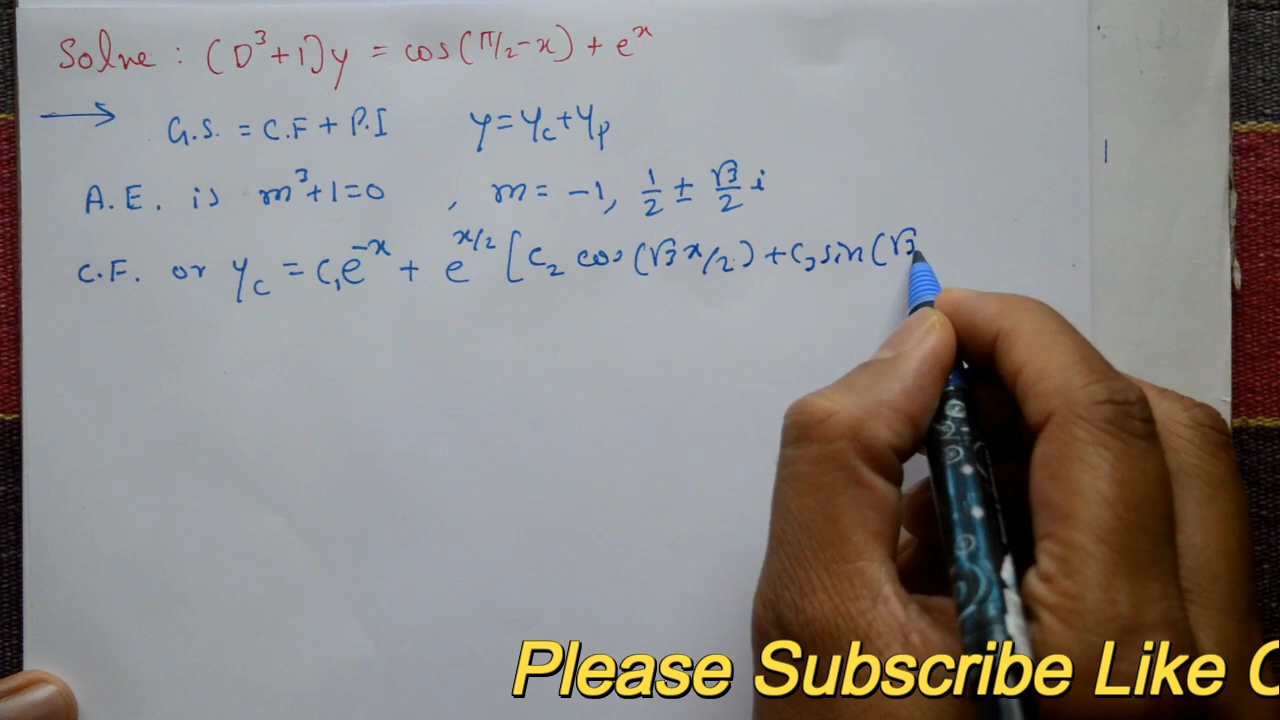 Solve : (D³+1)y = cos(π/2-x) + eˣ
→ G.S. = C.F + P.I y = y_c + y_p
A.E. is m³+1=0 , m = -1, 1/2 ± √3/2 i
C.F. or y_c = c₁e⁻ˣ + e^(x/2) [c₂ cos(√3x/2) + c₃ sin(√3
Please Subscribe Like C